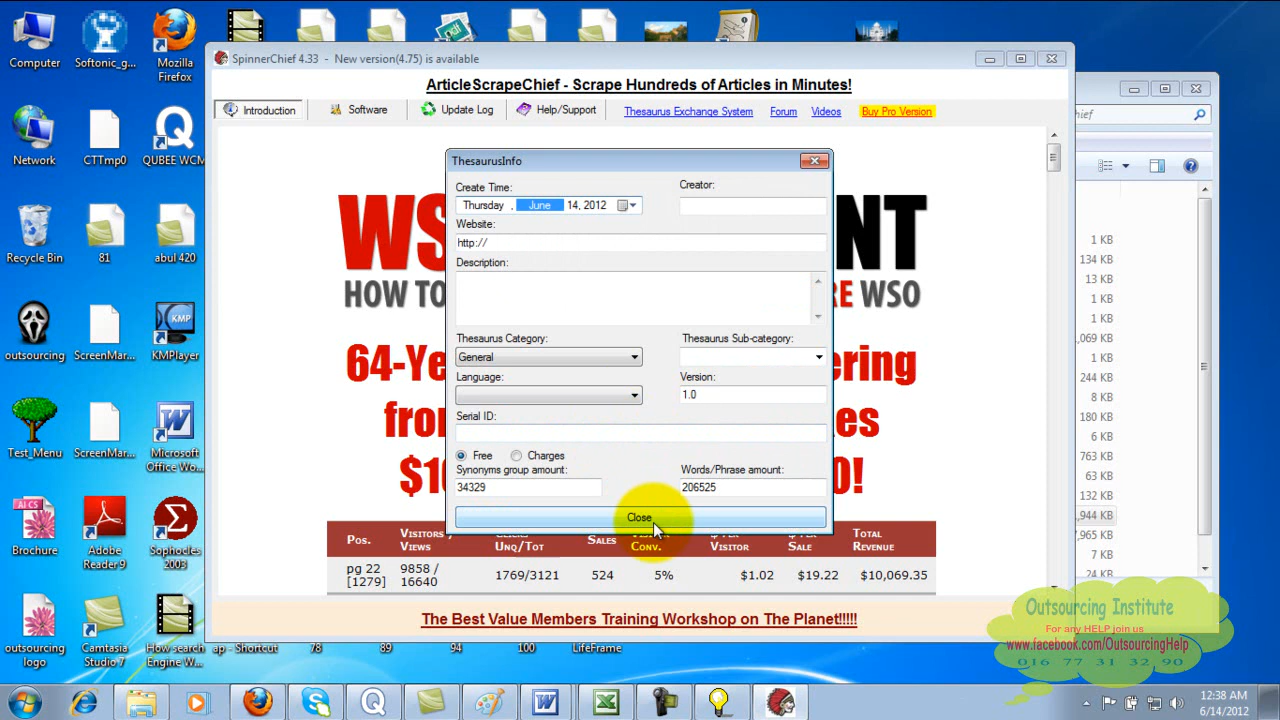 SpinnerChief 4.33 - New version(4.75) is available
ArticleScrapeChief - Scrape Hundreds of Articles in Minutes!
Introduction Software Update Log Help/Support Thesaurus Exchange System Forum Videos Buy Pro Version
Computer Softonic_g... Mozilla Firefox
Network CTTmp0 QUBEE WCM
Recycle Bin 81 abul 420
outsourcing ScreenMar... KMPlayer
Test_Menu ScreenMar... Microsoft Office Wo...
Brochure Adobe Reader 9 Sophocles 2003
outsourcing logo Camtasia Studio 7 How search Engine W...
ap - Shortcut 78 89 94 100 LifeFrame
ThesaurusInfo
Create Time: Creator:
Thursday , June 14, 2012
Website:
http://
Description:
Thesaurus Category: Thesaurus Sub-category:
General
Language: Version:
1.0
Serial ID:
Free Charges
Synonyms group amount: Words/Phrase amount:
34329 206525
Close
HOW TO WSO
64-Ye ering
Pos. Visitors / Views Unq/Tot Sales Conv. Visitor $ Per Sale Total Revenue
pg 22 [1279] 9858 / 16640 1769/3121 524 5% $1.02 $19.22 $10,069.35
The Best Value Members Training Workshop on The Planet!!!!!
1 KB
134 KB
13 KB
1 KB
1 KB
,069 KB
244 KB
8 KB
180 KB
6 KB
763 KB
63 KB
132 KB
,944 KB
,965 KB
7 KB
24 KB
Outsourcing Institute
For any HELP join us
www.facebook.com/OutsourcingHelp
016 77 31 32 90
12:38 AM
6/14/2012